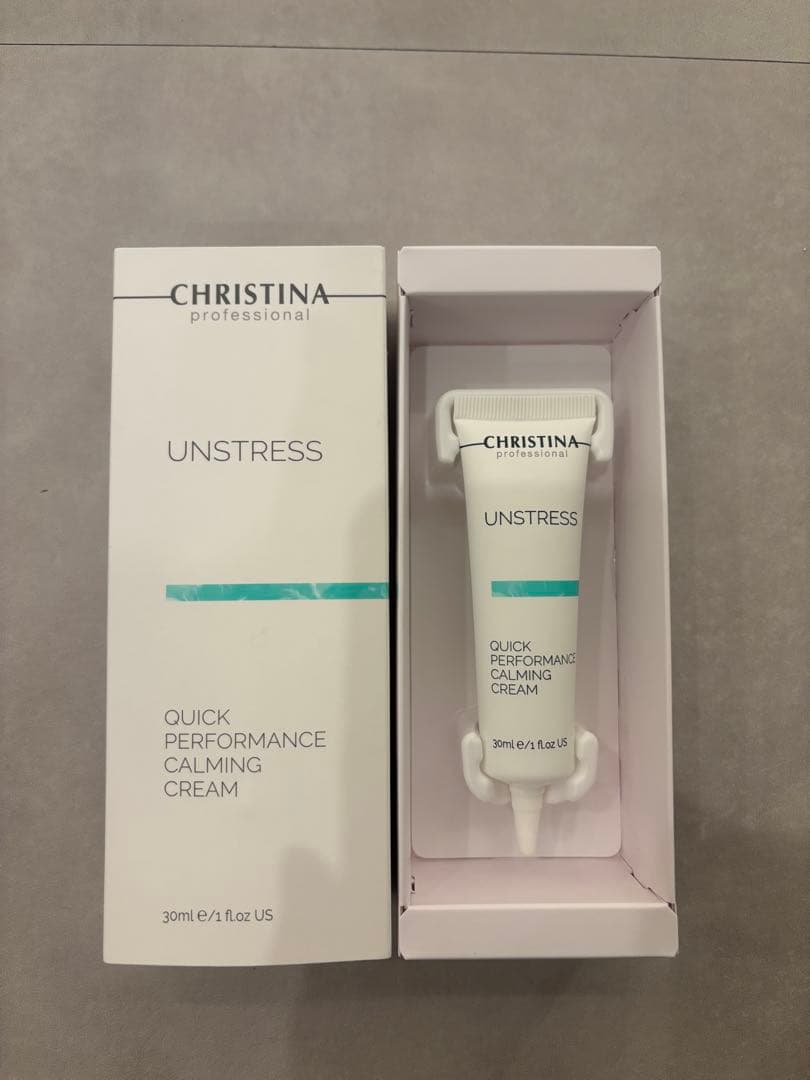 CHRISTINA
professional
UNSTRESS
QUICK
PERFORMANCE
CALMING
CREAM
30ml e/1 fl.oz US
CHRISTINA
professional
UNSTRESS
QUICK
PERFORMANCE
CALMING
CREAM
30ml e/1 fl.oz US